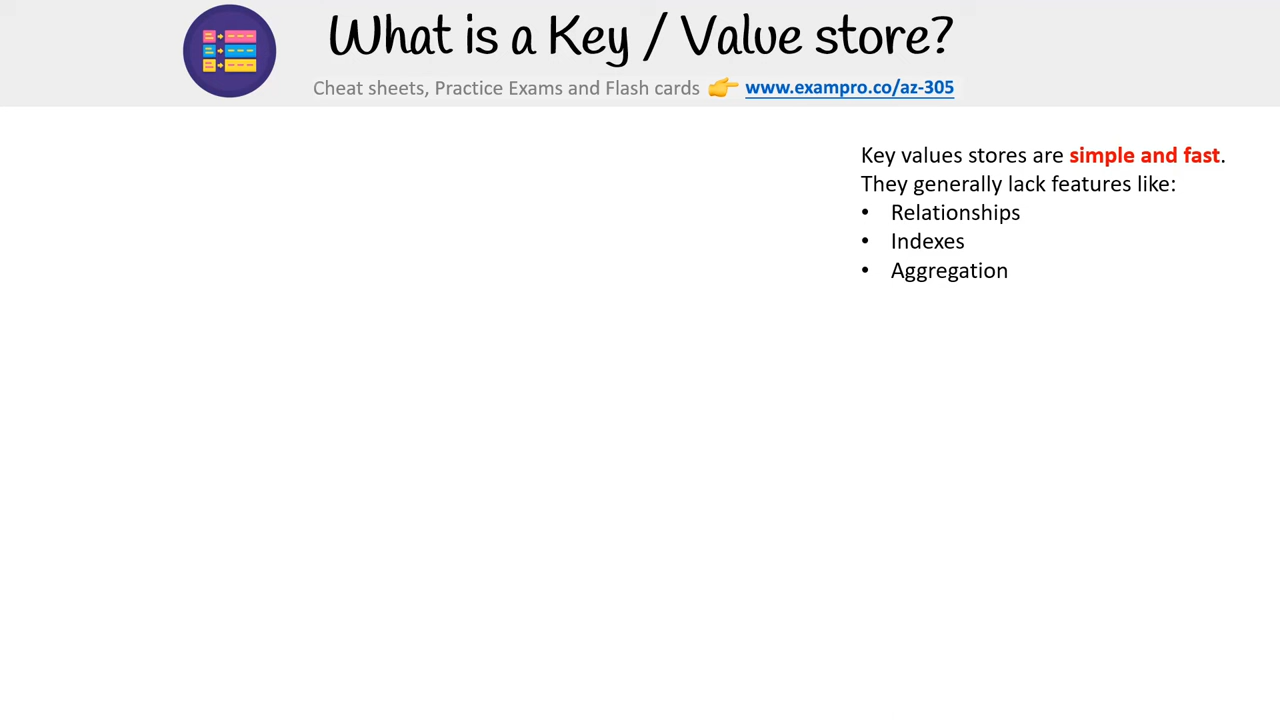 What is a Key / Value store?
Cheat sheets, Practice Exams and Flash cards 👉 www.exampro.co/az-305
Key values stores are simple and fast.
They generally lack features like:
• Relationships
• Indexes
• Aggregation